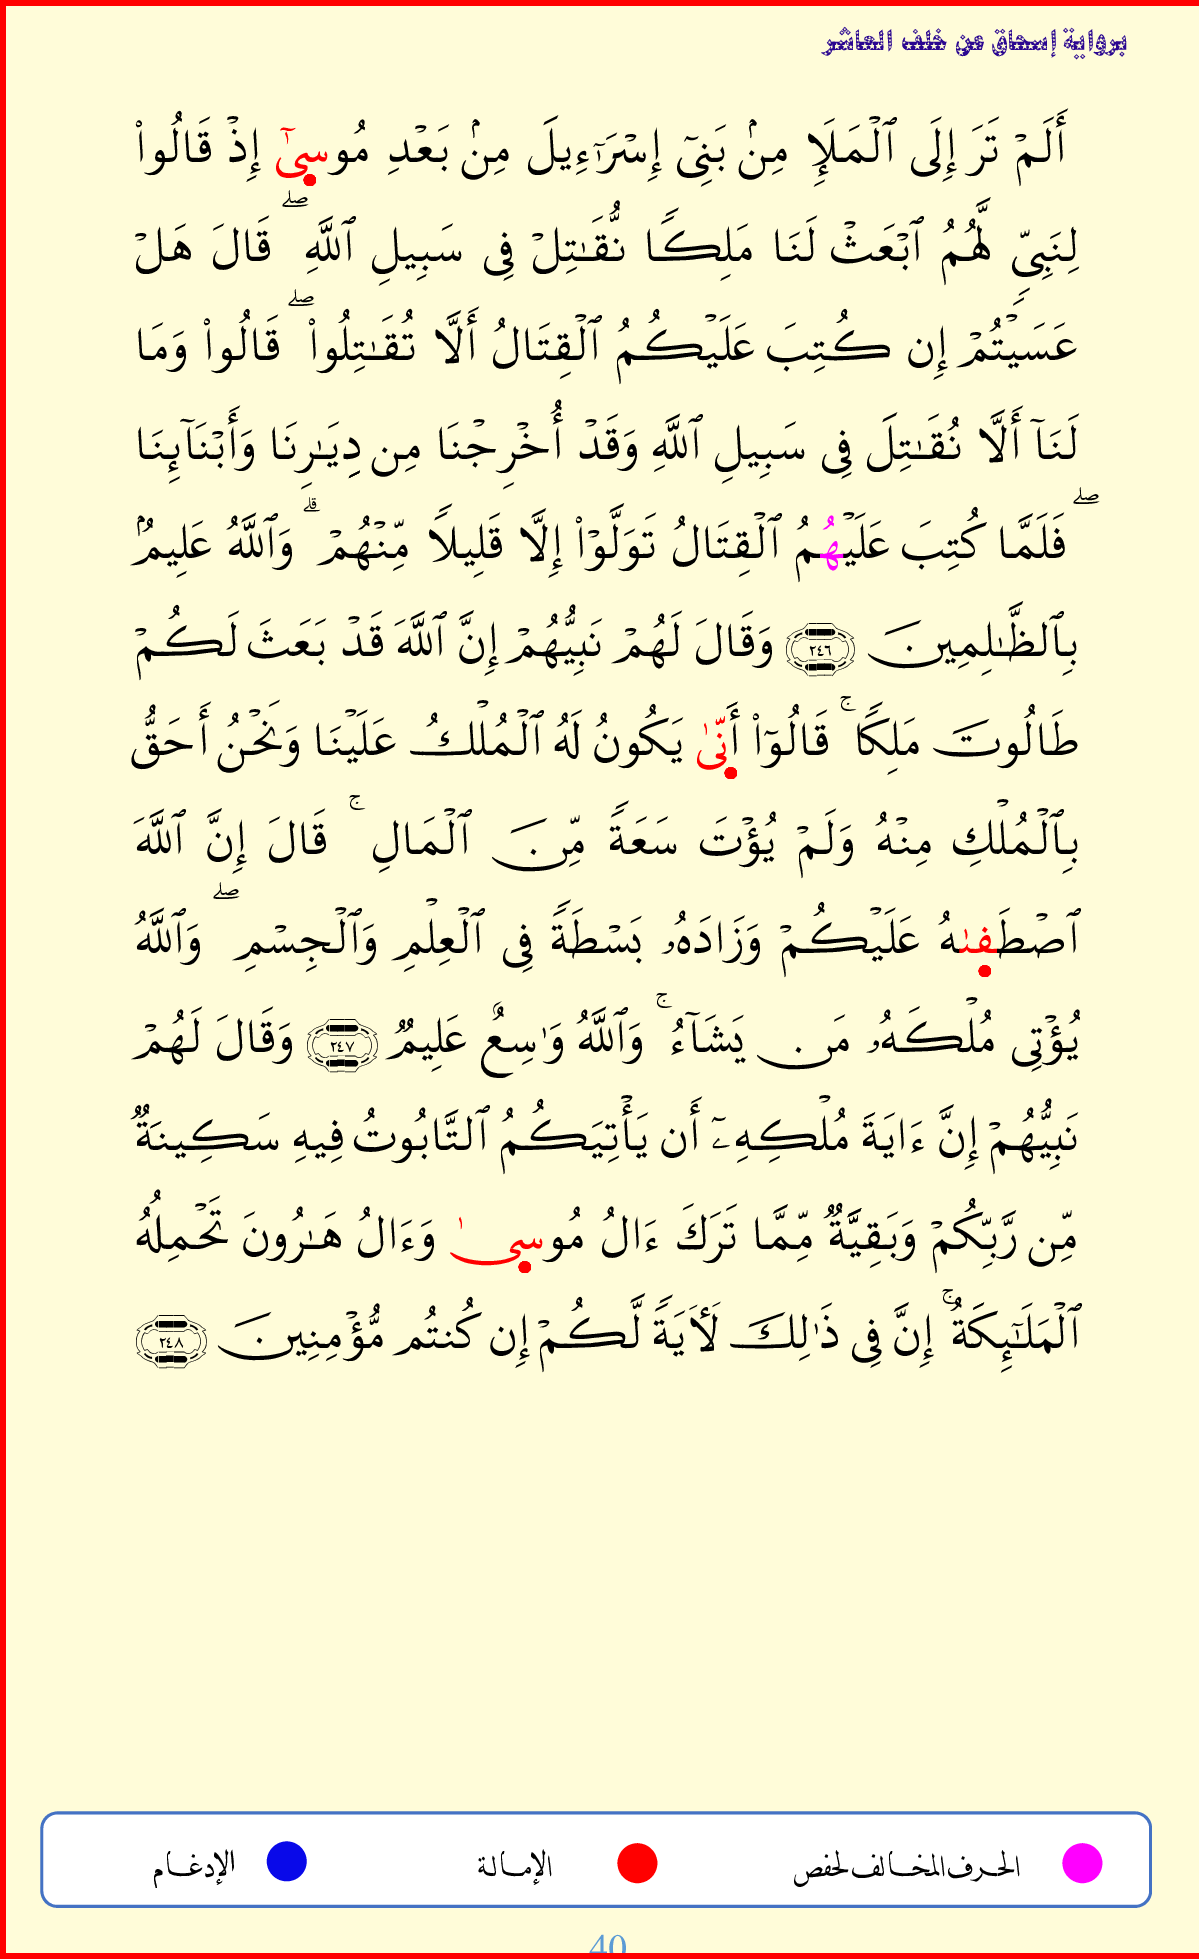 برواية إسحاق عن خلف العاشر
أَلَمۡ تَرَ إِلَى ٱلۡمَلَإِ مِنۢ بَنِيٓ إِسۡرَـٰٓءِيلَ مِنۢ بَعۡدِ مُوسِىٰٓ إِذۡ قَالُواْ
لِنَبِيّٖ لَّهُمُ ٱبۡعَثۡ لَنَا مَلِكٗا نُّقَٰتِلۡ فِي سَبِيلِ ٱللَّهِۖ قَالَ هَلۡ
عَسَيۡتُمۡ إِن كُتِبَ عَلَيۡكُمُ ٱلۡقِتَالُ أَلَّا تُقَٰتِلُواْۖ قَالُواْ وَمَا
لَنَآ أَلَّا نُقَٰتِلَ فِي سَبِيلِ ٱللَّهِ وَقَدۡ أُخۡرِجۡنَا مِن دِيَٰرِنَا وَأَبۡنَآئِنَا
ۖ فَلَمَّا كُتِبَ عَلَيۡهُمُ ٱلۡقِتَالُ تَوَلَّوۡاْ إِلَّا قَلِيلٗا مِّنۡهُمۡۗ وَٱللَّهُ عَلِيمُۢ
بِٱلظَّٰلِمِينَ ٢٤٦ وَقَالَ لَهُمۡ نَبِيُّهُمۡ إِنَّ ٱللَّهَ قَدۡ بَعَثَ لَكُمۡ
طَالُوتَ مَلِكٗاۚ قَالُوٓاْ أَنِّىٰ يَكُونُ لَهُ ٱلۡمُلۡكُ عَلَيۡنَا وَنَحۡنُ أَحَقُّ
بِٱلۡمُلۡكِ مِنۡهُ وَلَمۡ يُؤۡتَ سَعَةٗ مِّنَ ٱلۡمَالِۚ قَالَ إِنَّ ٱللَّهَ
ٱصۡطَفِىٰهُ عَلَيۡكُمۡ وَزَادَهُۥ بَسۡطَةٗ فِي ٱلۡعِلۡمِ وَٱلۡجِسۡمِۖ وَٱللَّهُ
يُؤۡتِي مُلۡكَهُۥ مَن يَشَآءُۚ وَٱللَّهُ وَٰسِعٌ عَلِيمٞ ٢٤٧ وَقَالَ لَهُمۡ
نَبِيُّهُمۡ إِنَّ ءَايَةَ مُلۡكِهِۦٓ أَن يَأۡتِيَكُمُ ٱلتَّابُوتُ فِيهِ سَكِينَةٞ
مِّن رَّبِّكُمۡ وَبَقِيَّةٞ مِّمَّا تَرَكَ ءَالُ مُوسِىٰ وَءَالُ هَٰرُونَ تَحۡمِلُهُ
ٱلۡمَلَٰٓئِكَةُۚ إِنَّ فِي ذَٰلِكَ لَأٓيَةٗ لَّكُمۡ إِن كُنتُم مُّؤۡمِنِينَ ٢٤٨
الحرف المخالف لحفص الإمالة الإدغام
40